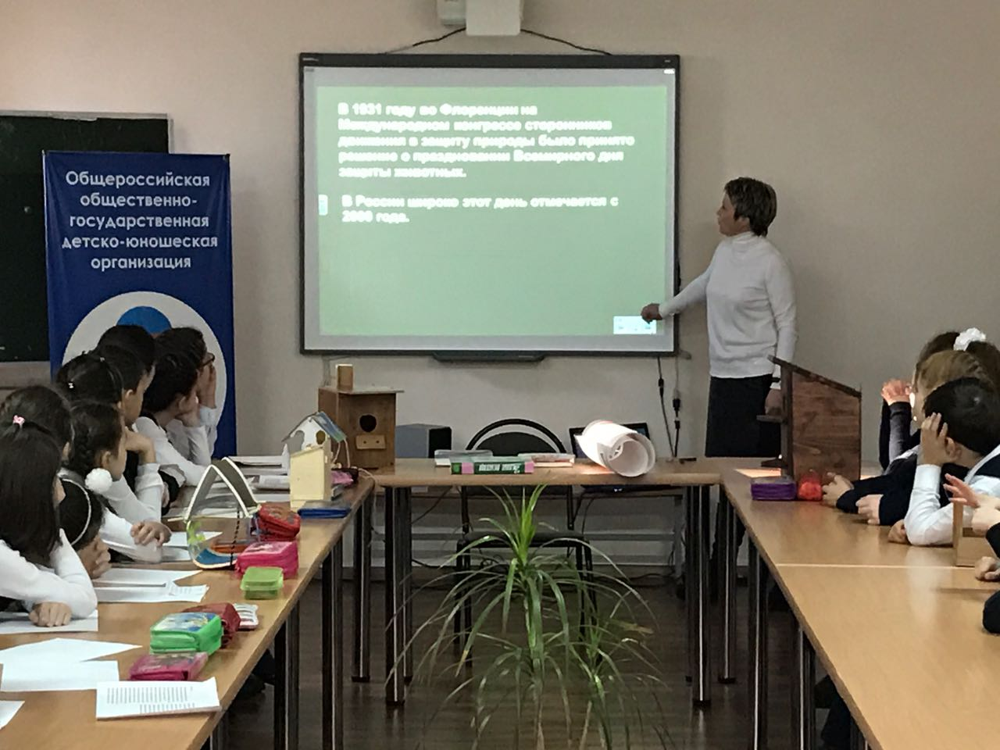 Общероссийская
общественно-
государственная
детско-юношеская
организация
В 1931 году во Флоренции на
Международном конгрессе сторонников
движения в защиту природы было принято
решение о праздновании Всемирного дня
защиты животных.
В России широко этот день отмечается с
2000 года.